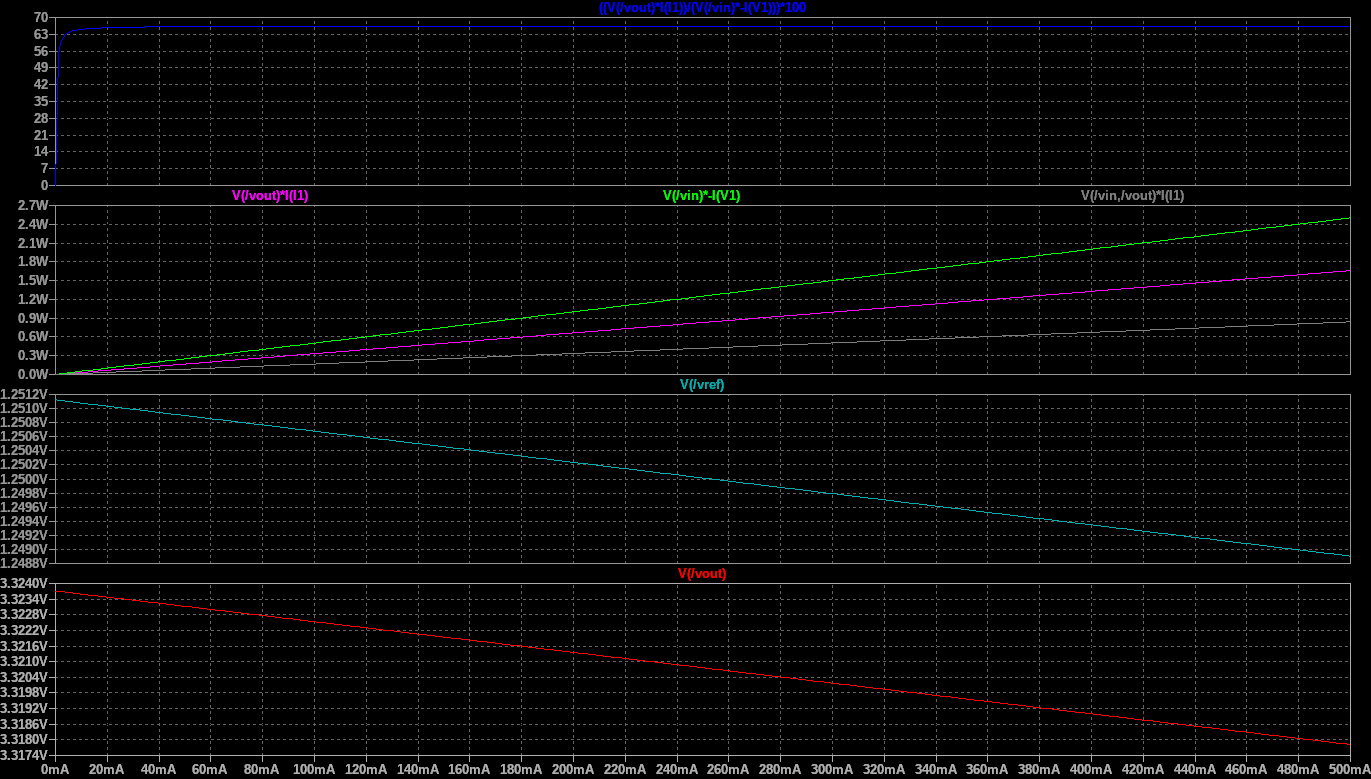 ((V(/vout)*I(I1))/(V(/vin)*-I(V1)))*100
70
63
56
49
42
35
28
21
14
7
0
V(/vout)*I(I1) V(/vin)*-I(V1) V(/vin,/vout)*I(I1)
2.7W
2.4W
2.1W
1.8W
1.5W
1.2W
0.9W
0.6W
0.3W
0.0W
V(/vref)
1.2512V
1.2510V
1.2508V
1.2506V
1.2504V
1.2502V
1.2500V
1.2498V
1.2496V
1.2494V
1.2492V
1.2490V
1.2488V
V(/vout)
3.3240V
3.3234V
3.3228V
3.3222V
3.3216V
3.3210V
3.3204V
3.3198V
3.3192V
3.3186V
3.3180V
3.3174V
0mA 20mA 40mA 60mA 80mA 100mA 120mA 140mA 160mA 180mA 200mA 220mA 240mA 260mA 280mA 300mA 320mA 340mA 360mA 380mA 400mA 420mA 440mA 460mA 480mA 500mA